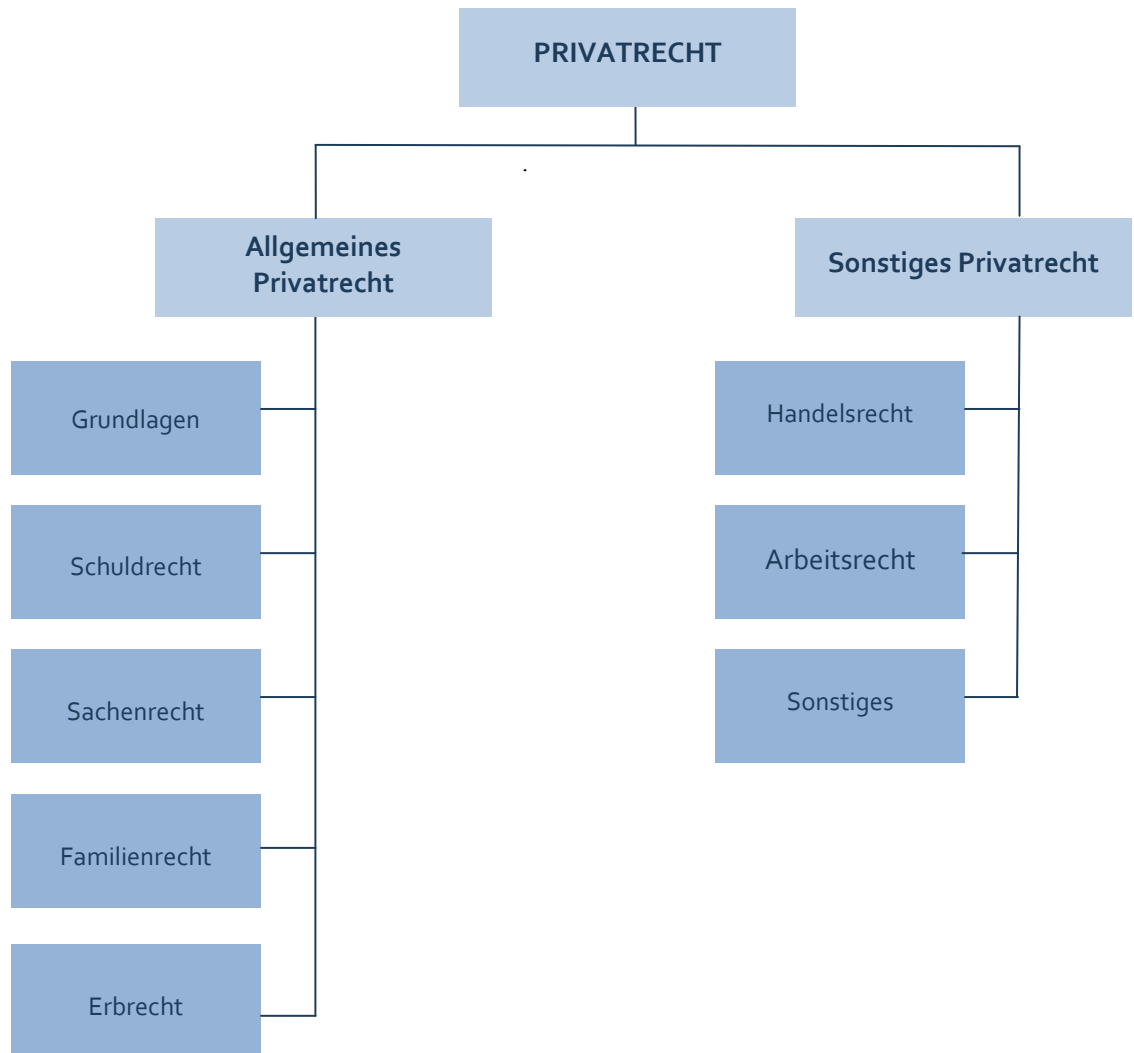 PRIVATRECHT
Allgemeines
Privatrecht
Sonstiges Privatrecht
Grundlagen
Schuldrecht
Sachenrecht
Familienrecht
Erbrecht
Handelsrecht
Arbeitsrecht
Sonstiges